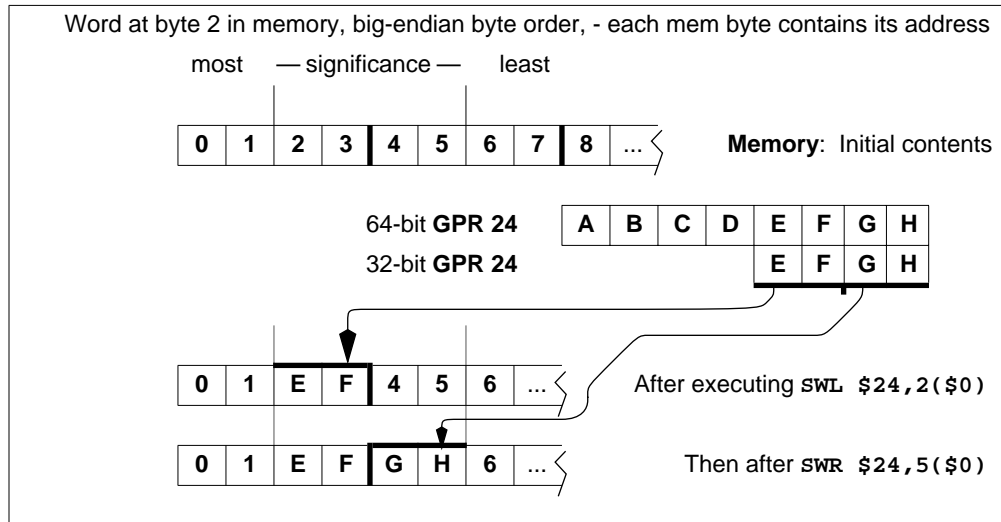 Word at byte 2 in memory, big-endian byte order, - each mem byte contains its address
most — significance — least
0 1 2 3 4 5 6 7 8 ... Memory: Initial contents
64-bit GPR 24 A B C D E F G H
32-bit GPR 24 E F G H
0 1 E F 4 5 6 ... After executing SWL $24,2($0)
0 1 E F G H 6 ... Then after SWR $24,5($0)